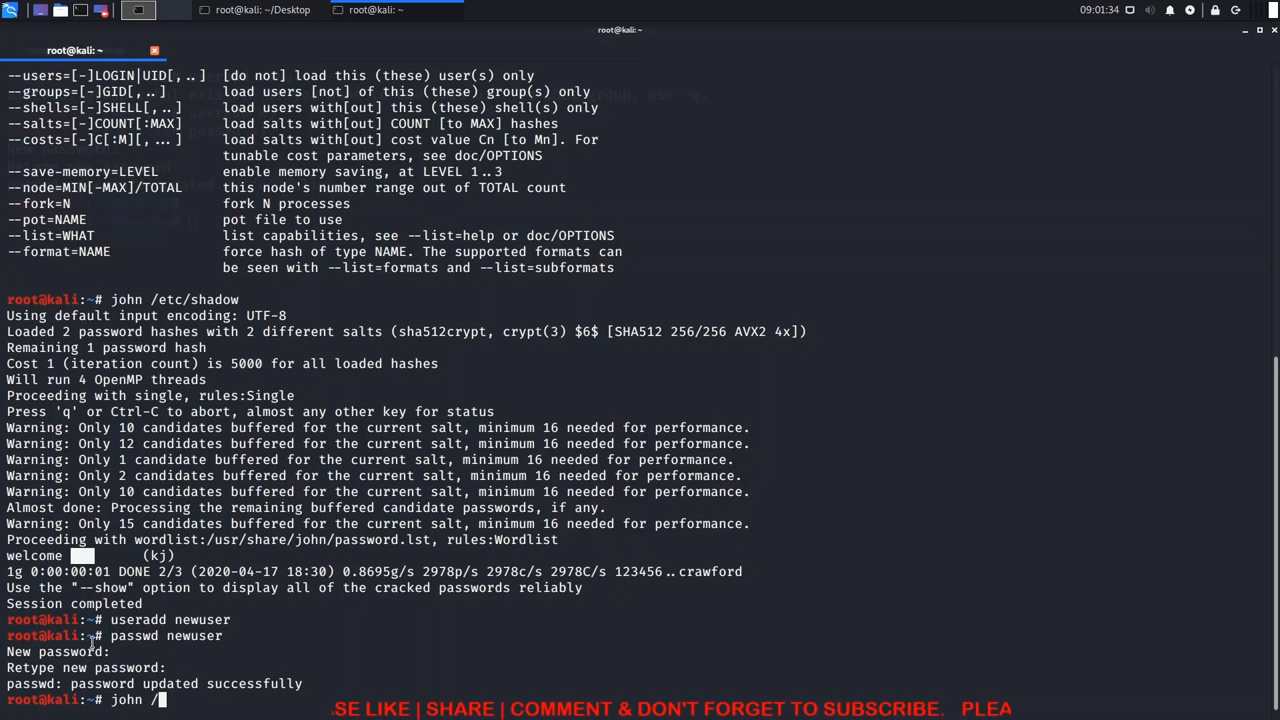 root@kali: ~/Desktop
root@kali: ~
09:01:34
root@kali: ~
root@kali: ~
--users=[-]LOGIN|UID[,..]  [do not] load this (these) user(s) only
--groups=[-]GID[,..]       load users [not] of this (these) group(s) only
--shells=[-]SHELL[,..]     load users with[out] this (these) shell(s) only
--salts=[-]COUNT[:MAX]     load salts with[out] COUNT [to MAX] hashes
--costs=[-]C[:M][,...]     load salts with[out] cost value Cn [to Mn]. For
tunable cost parameters, see doc/OPTIONS
--save-memory=LEVEL        enable memory saving, at LEVEL 1..3
--node=MIN[-MAX]/TOTAL     this node's number range out of TOTAL count
--fork=N                   fork N processes
--pot=NAME                 pot file to use
--list=WHAT                list capabilities, see --list=help or doc/OPTIONS
--format=NAME              force hash of type NAME. The supported formats can
be seen with --list=formats and --list=subformats
root@kali:~# john /etc/shadow
Using default input encoding: UTF-8
Loaded 2 password hashes with 2 different salts (sha512crypt, crypt(3) $6$ [SHA512 256/256 AVX2 4x])
Remaining 1 password hash
Cost 1 (iteration count) is 5000 for all loaded hashes
Will run 4 OpenMP threads
Proceeding with single, rules:Single
Press 'q' or Ctrl-C to abort, almost any other key for status
Warning: Only 10 candidates buffered for the current salt, minimum 16 needed for performance.
Warning: Only 12 candidates buffered for the current salt, minimum 16 needed for performance.
Warning: Only 1 candidate buffered for the current salt, minimum 16 needed for performance.
Warning: Only 2 candidates buffered for the current salt, minimum 16 needed for performance.
Warning: Only 10 candidates buffered for the current salt, minimum 16 needed for performance.
Almost done: Processing the remaining buffered candidate passwords, if any.
Warning: Only 15 candidates buffered for the current salt, minimum 16 needed for performance.
Proceeding with wordlist:/usr/share/john/password.lst, rules:Wordlist
welcome          (kj)
1g 0:00:00:01 DONE 2/3 (2020-04-17 18:30) 0.8695g/s 2978p/s 2978c/s 2978C/s 123456..crawford
Use the "--show" option to display all of the cracked passwords reliably
Session completed
root@kali:~# useradd newuser
root@kali:~# passwd newuser
New password:
Retype new password:
passwd: password updated successfully
root@kali:~# john /
SE LIKE | SHARE | COMMENT & DON'T FORGET TO SUBSCRIBE.   PLEA